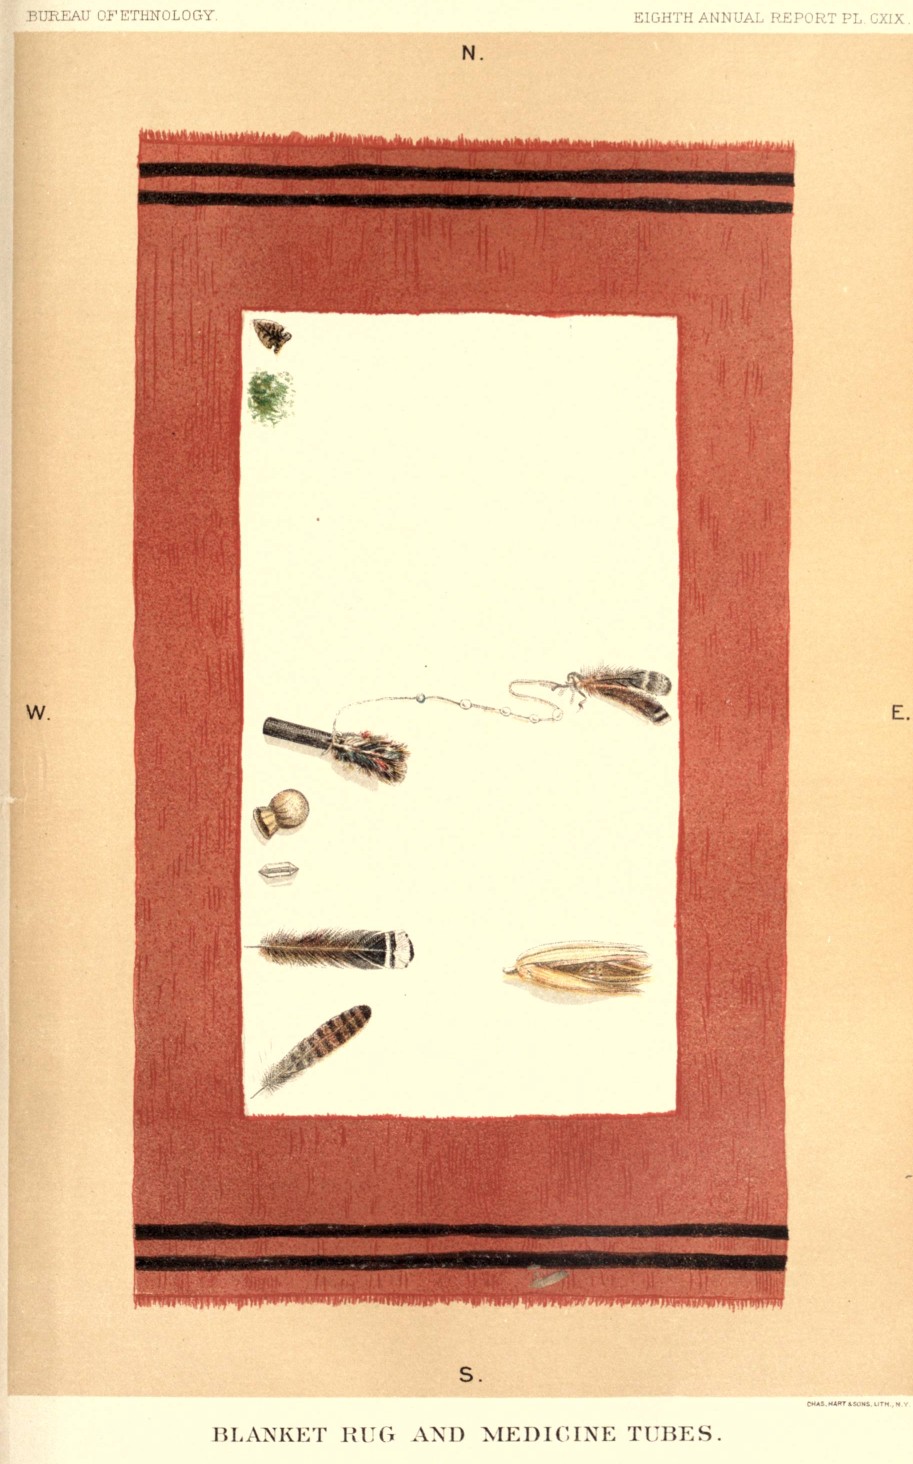 BUREAU OF ETHNOLOGY.
EIGHTH ANNUAL REPORT PL. CXIX.
N.
W.
E.
S.
CHAS. HART & SONS, LITH., N.Y.
BLANKET RUG AND MEDICINE TUBES.